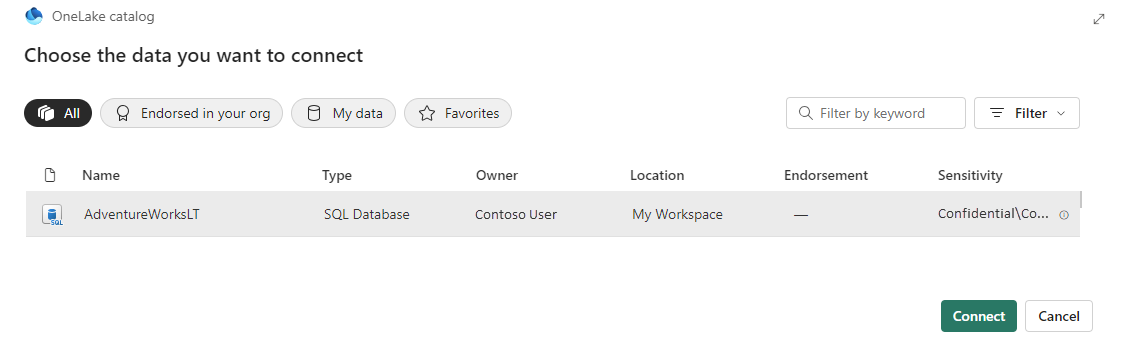 OneLake catalog
Choose the data you want to connect
All Endorsed in your org My data Favorites Filter by keyword Filter
Name Type Owner Location Endorsement Sensitivity
SQL AdventureWorksLT SQL Database Contoso User My Workspace — Confidential\Co...
Connect Cancel